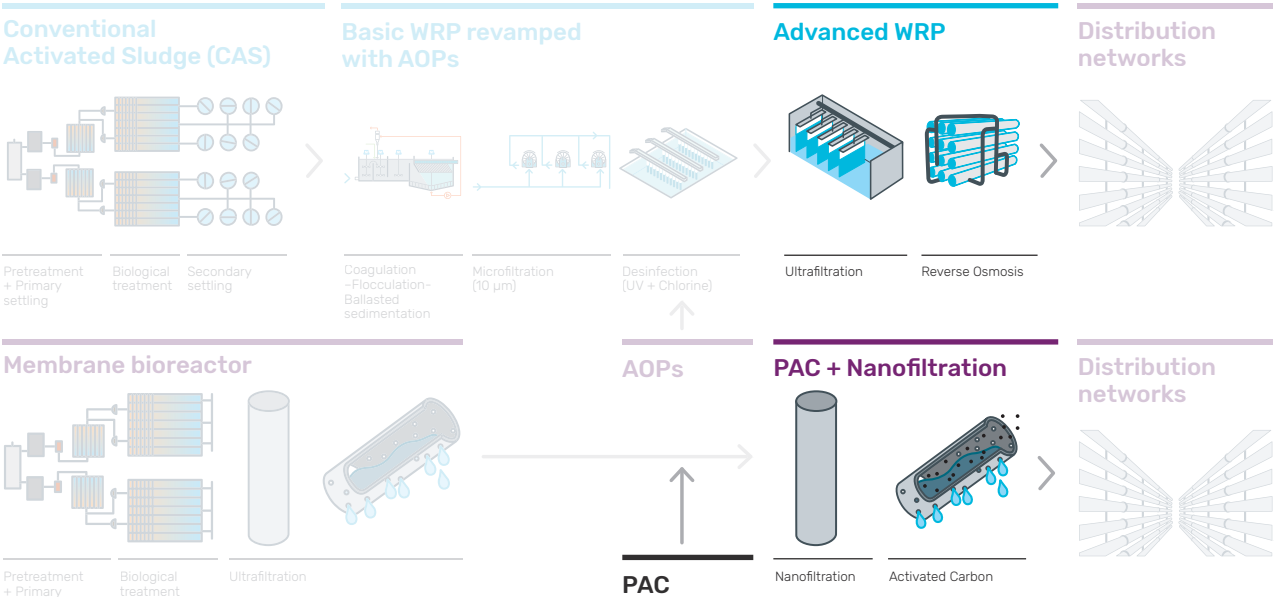 Conventional
Activated Sludge (CAS)
Basic WRP revamped
with AOPs
Advanced WRP
Distribution
networks
Pretreatment
+ Primary
settling
Biological
treatment
Secondary
settling
Coagulation
-Flocculation-
Ballasted
sedimentation
Microfiltration
(10 µm)
Desinfection
(UV + Chlorine)
Ultrafiltration
Reverse Osmosis
Membrane bioreactor
AOPs
PAC + Nanofiltration
Distribution
networks
Pretreatment
+ Primary
Biological
treatment
Ultrafiltration
PAC
Nanofiltration
Activated Carbon